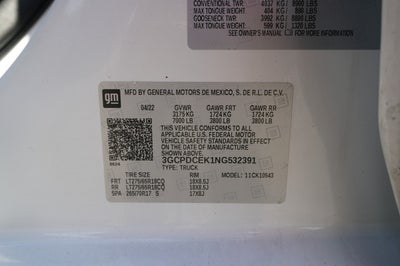 CONVENTIONAL TWR 4037 KG/ 8900 LBS
MAX TONGUE WEIGHT 404 KG/ 890 LBS
GOOSENECK TWR 3992 KG/ 8800 LBS
MAX TONGUE WEIGHT 599 KG/ 1320 LBS
SEE OWNER'S MANUAL FOR MORE INFORMATION
gm
MFD BY GENERAL MOTORS DE MEXICO, S. DE R.L. DE C.V.
04/22 GVWR GAWR FRT GAWR RR
3175 KG 1724 KG 1724 KG
7000 LB 3800 LB 3800 LB
THIS VEHICLE CONFORMS TO ALL
APPLICABLE U.S. FEDERAL MOTOR
VEHICLE SAFETY STANDARDS IN
EFFECT ON THE DATE OF
MANUFACTURE SHOWN ABOVE.
3GCPDCEK1NG532391
TYPE: TRUCK
TIRE SIZE RIM MODEL: 11CK10543
FRT LT275/65R18CQ 18X8.5J
RR LT275/65R18CQ 18X8.5J
SPA 265/70R17 S 17X8J